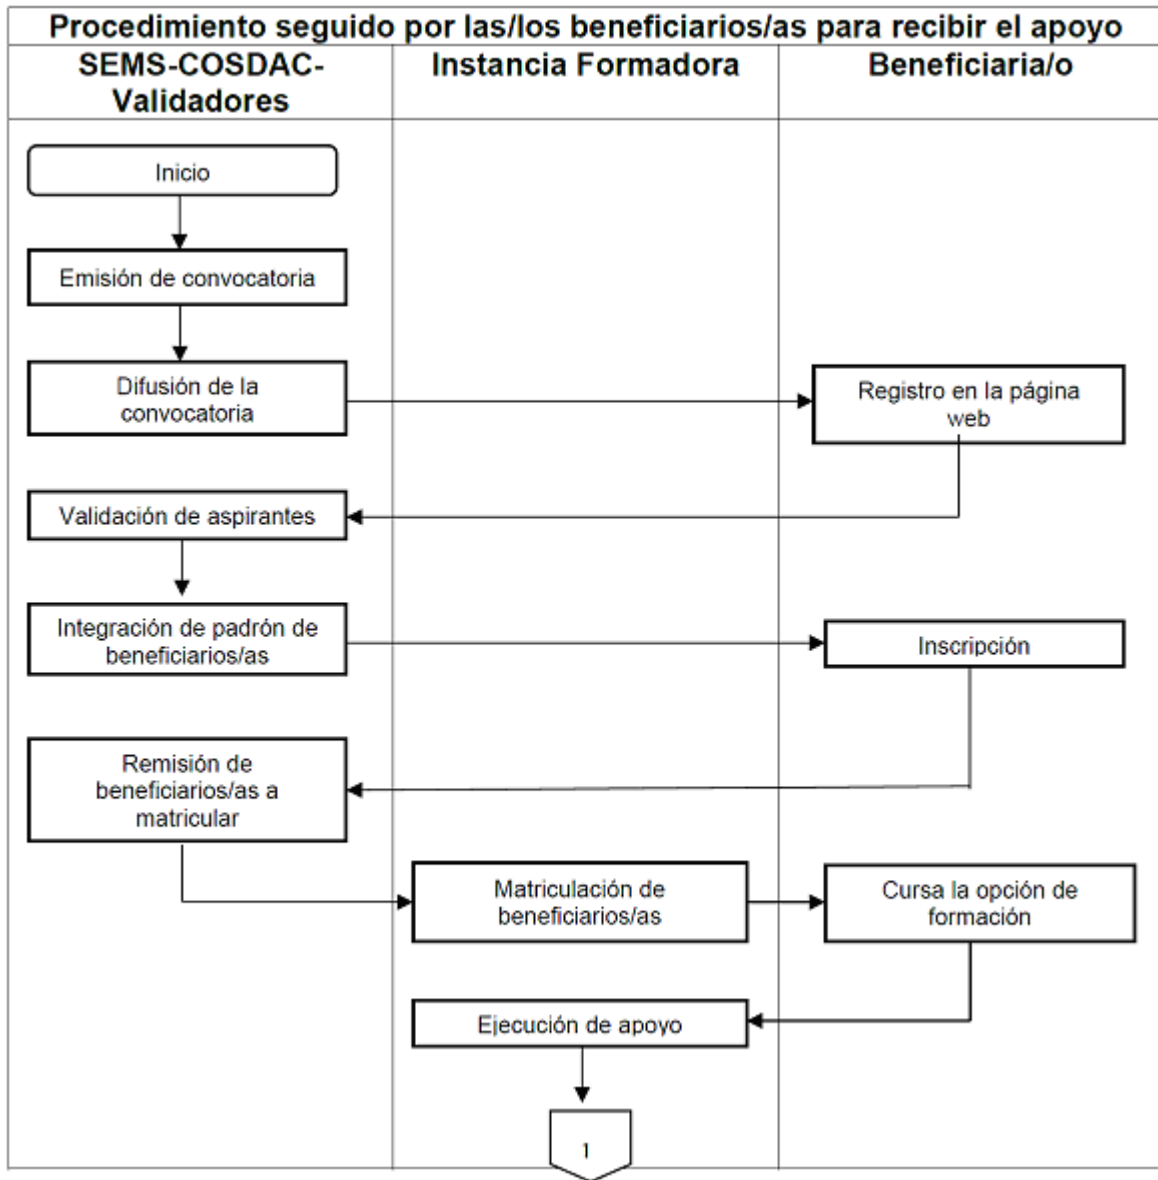 Procedimiento seguido por las/los beneficiarios/as para recibir el apoyo
SEMS-COSDAC-
Validadores
Instancia Formadora
Beneficiaria/o
Inicio
Emisión de convocatoria
Difusión de la
convocatoria
Registro en la página
web
Validación de aspirantes
Integración de padrón de
beneficiarios/as
Inscripción
Remisión de
beneficiarios/as a
matricular
Matriculación de
beneficiarios/as
Cursa la opción de
formación
Ejecución de apoyo
1